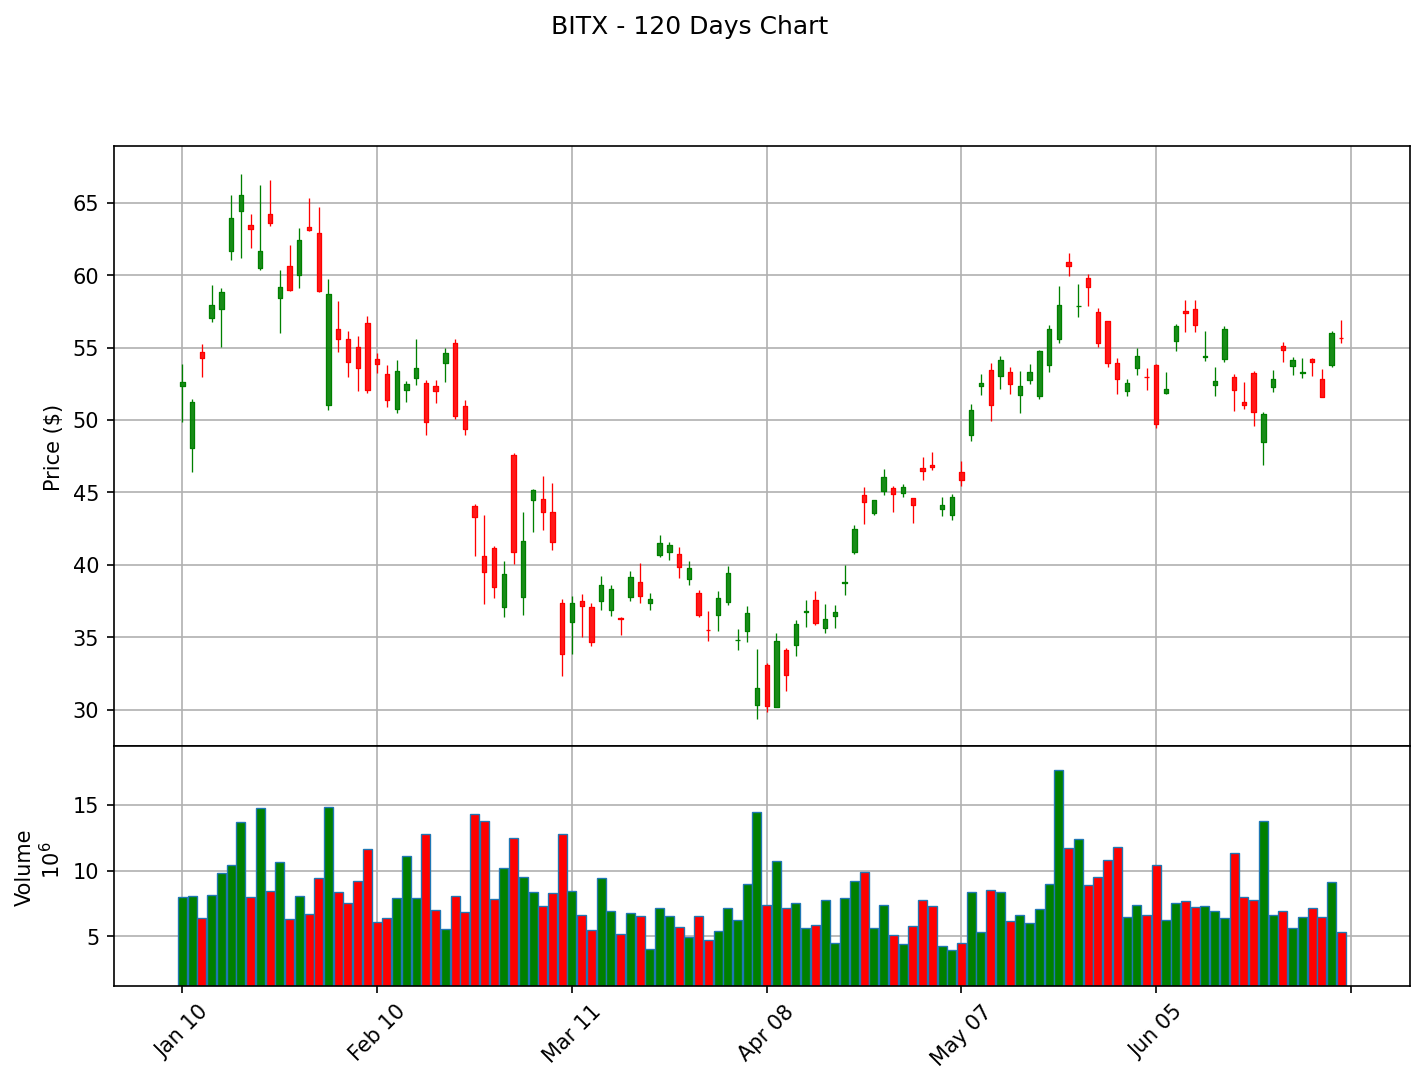 BITX - 120 Days Chart
Price ($)
65
60
55
50
45
40
35
30
Volume
10^6
15
10
5
Jan 10
Feb 10
Mar 11
Apr 08
May 07
Jun 05